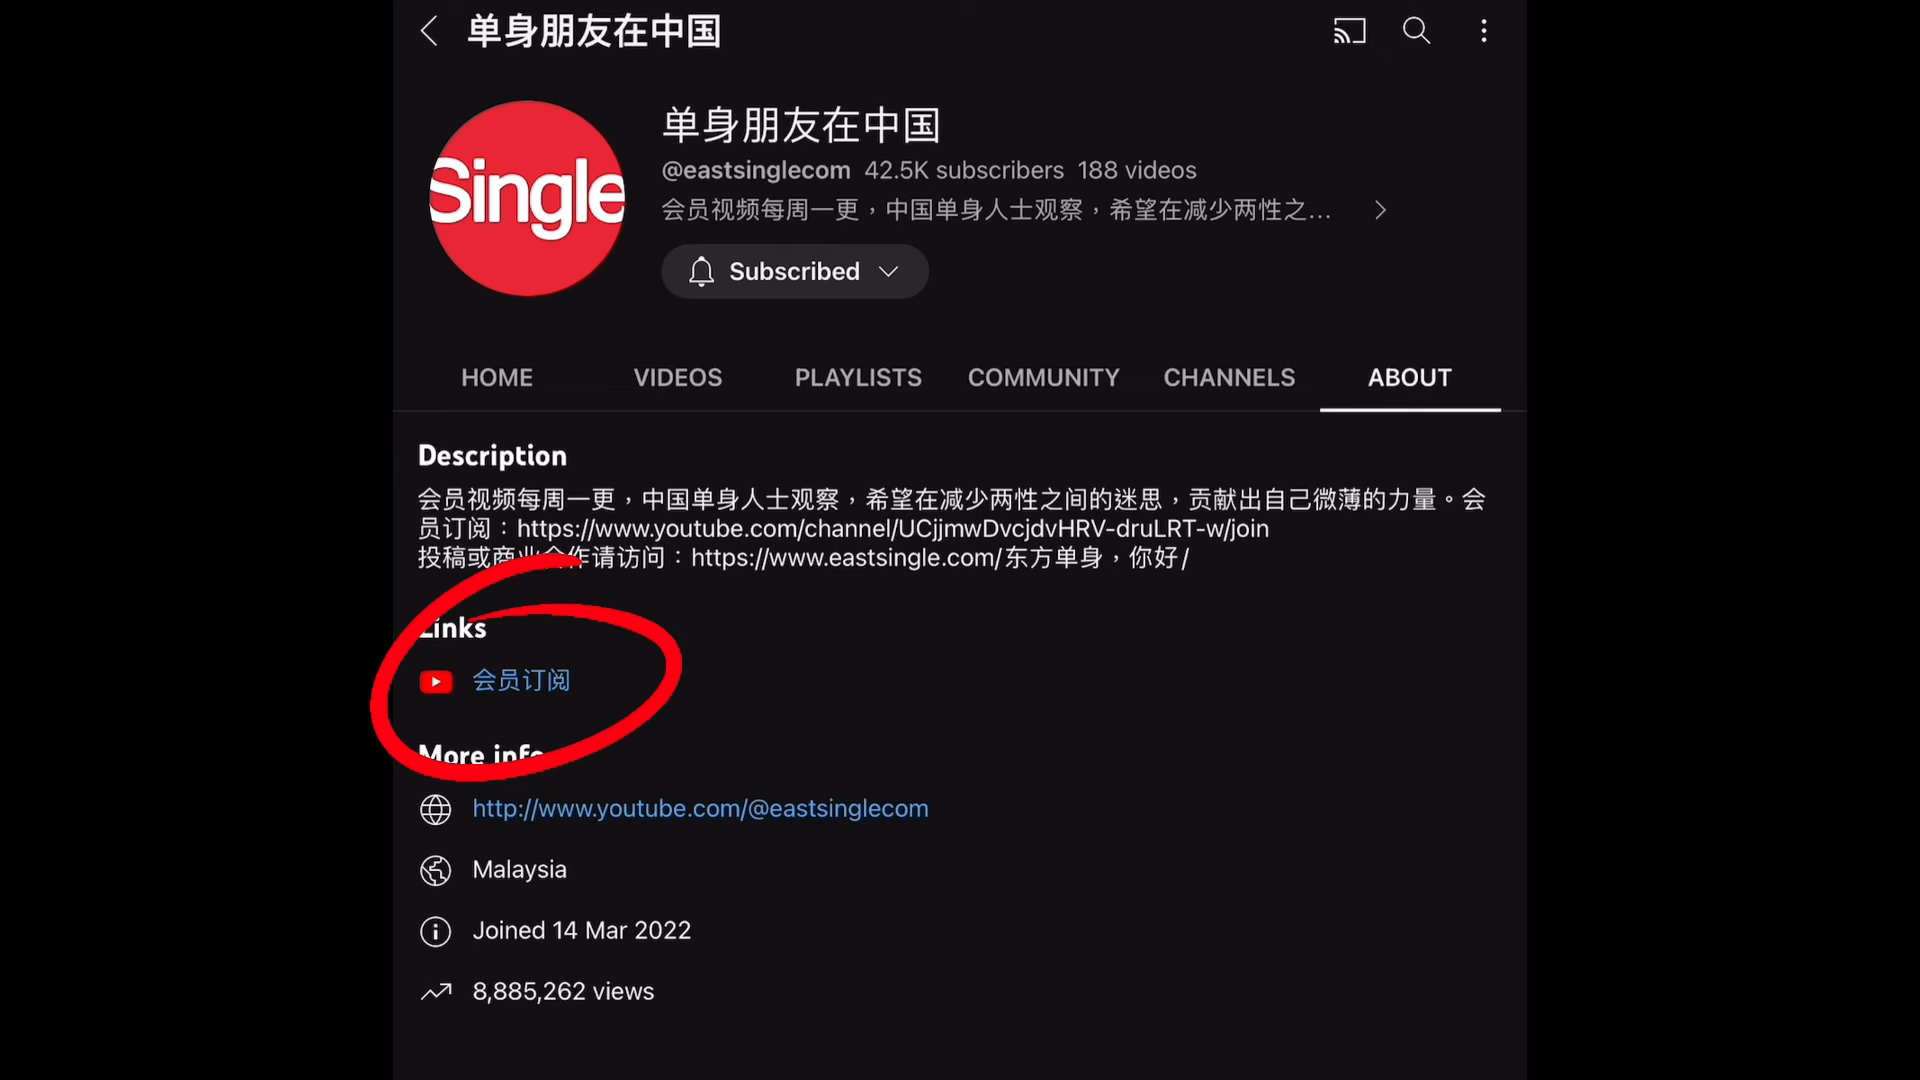 单身朋友在中国
Single
单身朋友在中国
@eastsinglecom 42.5K subscribers 188 videos
会员视频每周一更，中国单身人士观察，希望在减少两性之...
Subscribed
HOME VIDEOS PLAYLISTS COMMUNITY CHANNELS ABOUT
Description
会员视频每周一更，中国单身人士观察，希望在减少两性之间的迷思，贡献出自己微薄的力量。会
员订阅：https://www.youtube.com/channel/UCjjmwDvcjdvHRV-druLRT-w/join
投稿或商业合作请访问：https://www.eastsingle.com/东方单身，你好/
Links
会员订阅
More info
http://www.youtube.com/@eastsinglecom
Malaysia
Joined 14 Mar 2022
8,885,262 views